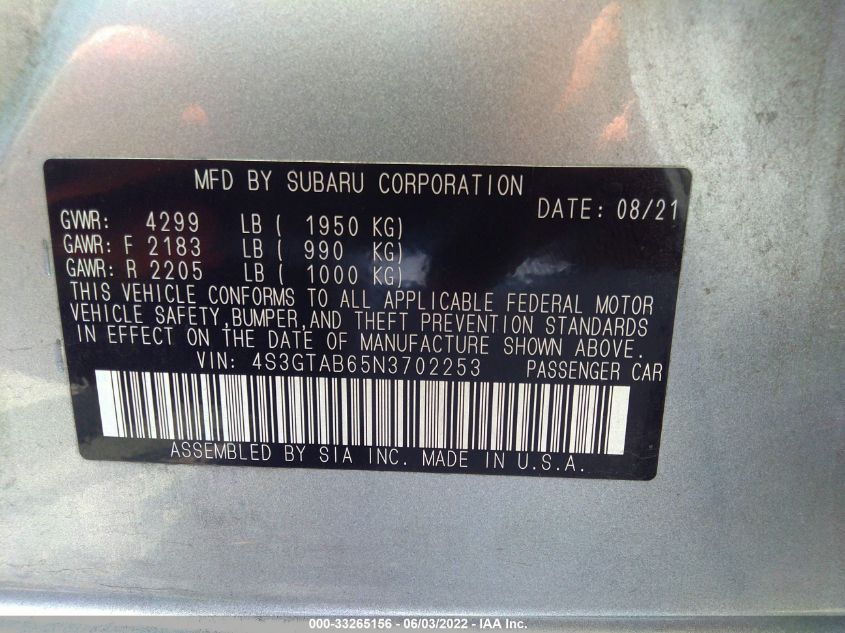 MFD BY SUBARU CORPORATION
DATE: 08/21
GVWR: 4299 LB ( 1950 KG)
GAWR: F 2183 LB ( 990 KG)
GAWR: R 2205 LB ( 1000 KG)
THIS VEHICLE CONFORMS TO ALL APPLICABLE FEDERAL MOTOR
VEHICLE SAFETY,BUMPER,AND THEFT PREVENTION STANDARDS
IN EFFECT ON THE DATE OF MANUFACTURE SHOWN ABOVE.
VIN: 4S3GTAB65N3702253 PASSENGER CAR
ASSEMBLED BY SIA INC. MADE IN U.S.A.
000-33265156 - 06/03/2022 - IAA Inc.